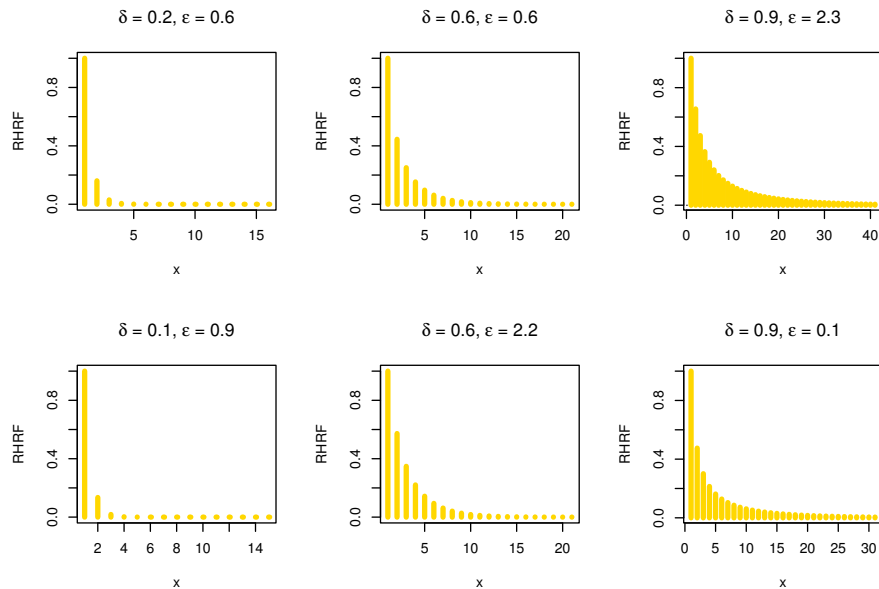 δ = 0.2, ε = 0.6
RHRF
0.0 0.4 0.8
5 10 15
x
δ = 0.6, ε = 0.6
RHRF
0.0 0.4 0.8
5 10 15 20
x
δ = 0.9, ε = 2.3
RHRF
0.0 0.4 0.8
0 10 20 30 40
x
δ = 0.1, ε = 0.9
RHRF
0.0 0.4 0.8
2 4 6 8 10 14
x
δ = 0.6, ε = 2.2
RHRF
0.0 0.4 0.8
5 10 15 20
x
δ = 0.9, ε = 0.1
RHRF
0.0 0.4 0.8
0 5 10 15 20 25 30
x